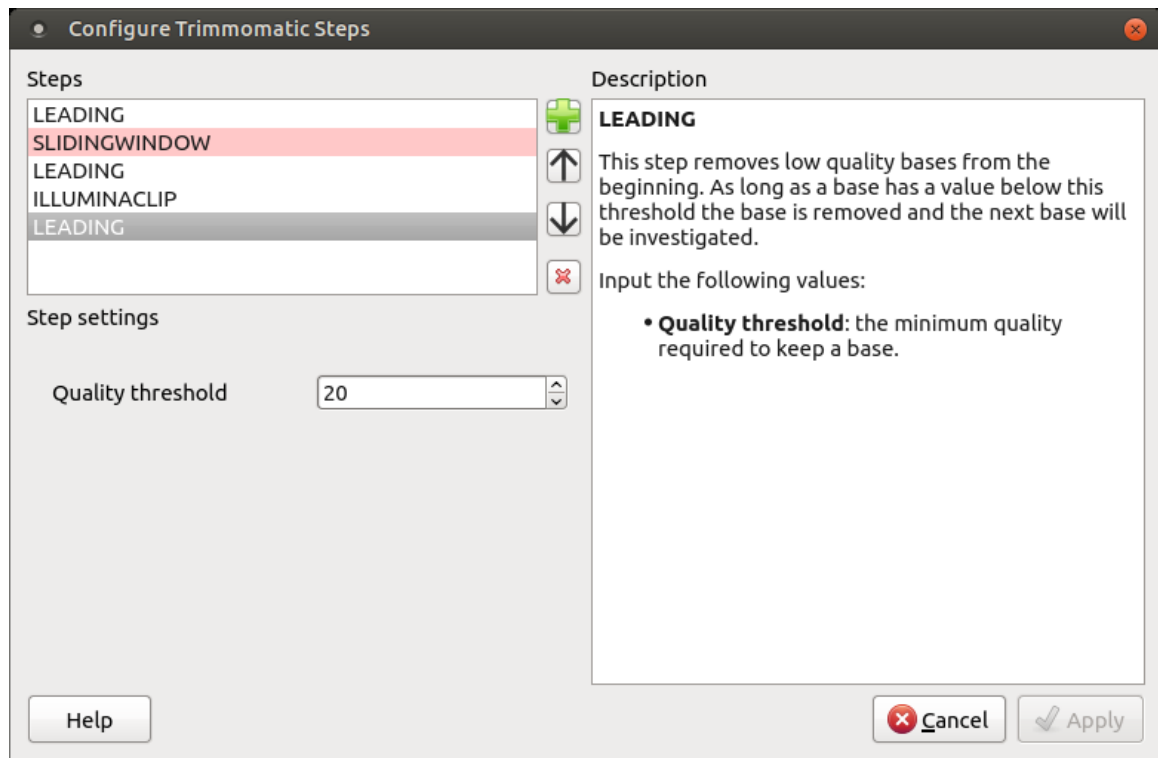 Configure Trimmomatic Steps
Steps
LEADING
SLIDINGWINDOW
LEADING
ILLUMINACLIP
LEADING
Step settings
Quality threshold
20
Description
LEADING
This step removes low quality bases from the
beginning. As long as a base has a value below this
threshold the base is removed and the next base will
be investigated.
Input the following values:
• Quality threshold: the minimum quality
required to keep a base.
Help
Cancel
Apply